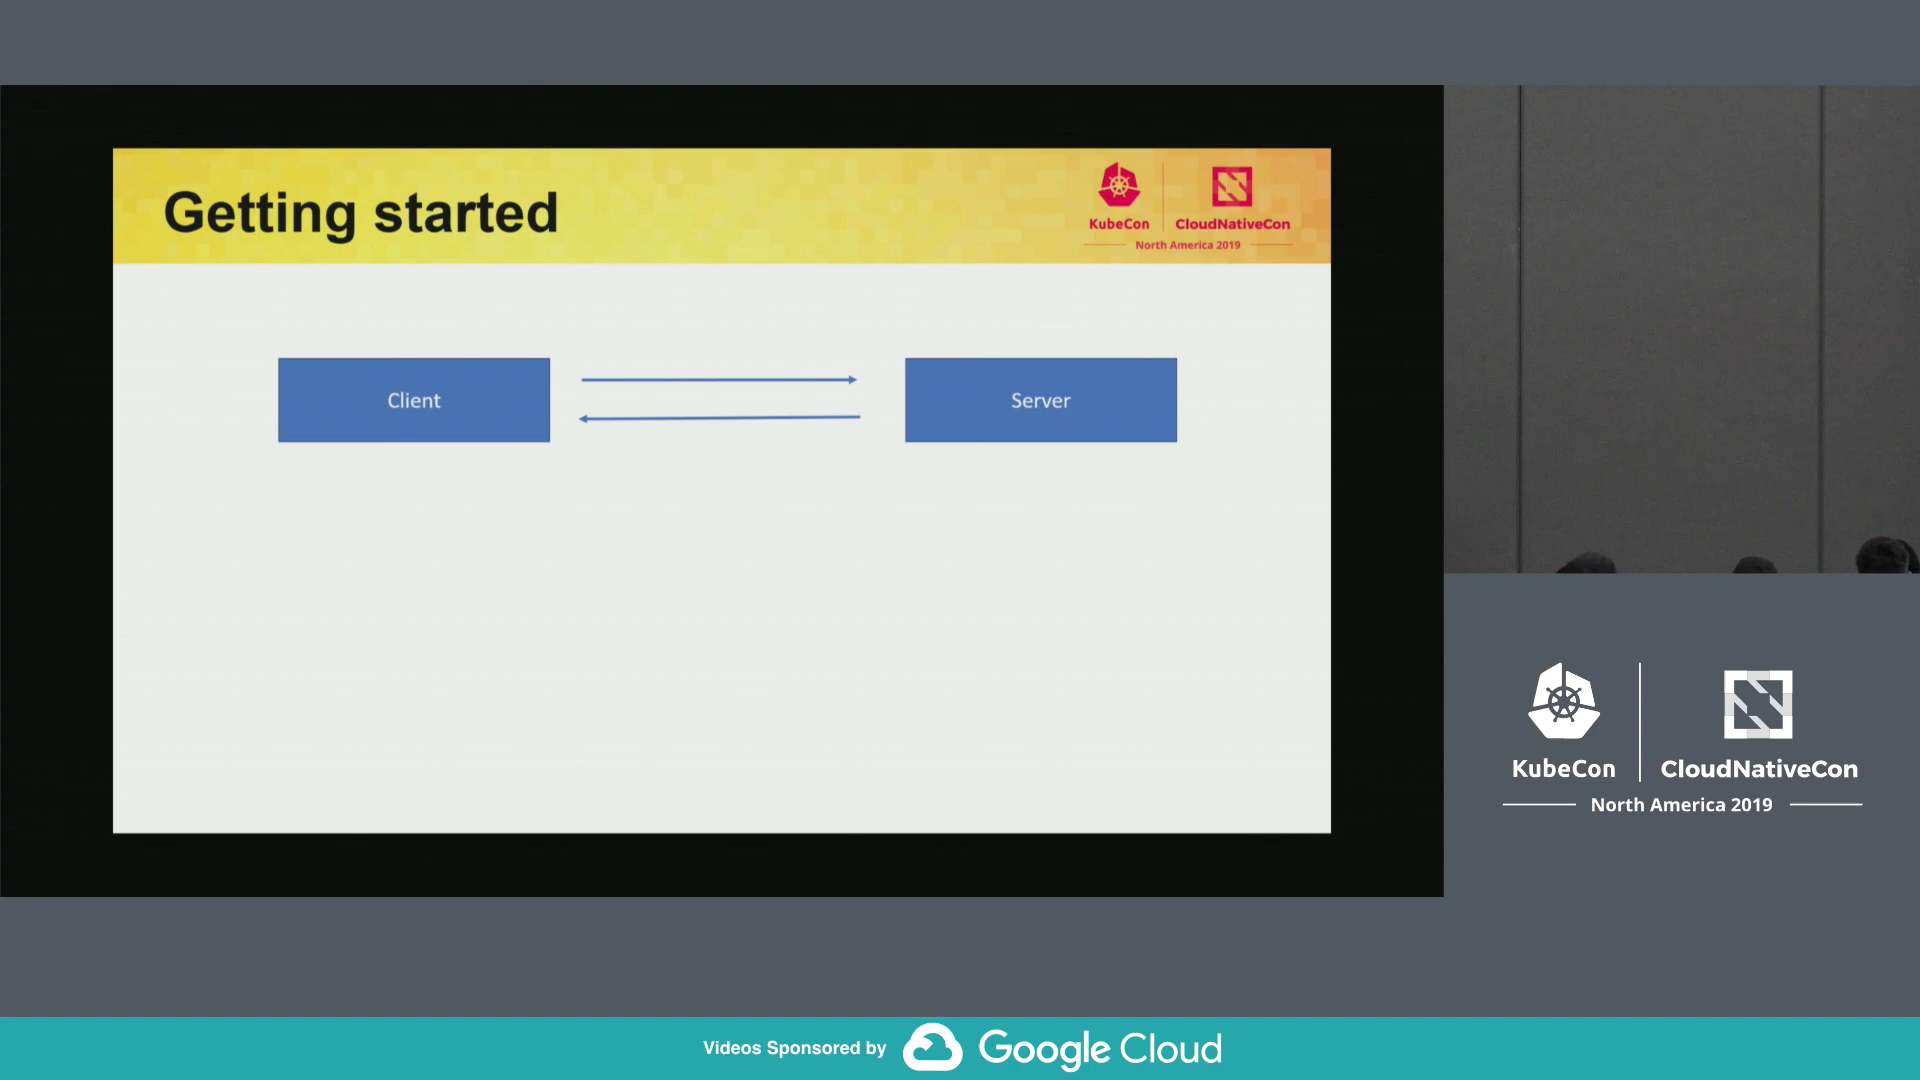 Getting started
KubeCon
CloudNativeCon
North America 2019
Client
Server
KubeCon
CloudNativeCon
North America 2019
Videos Sponsored by
Google Cloud